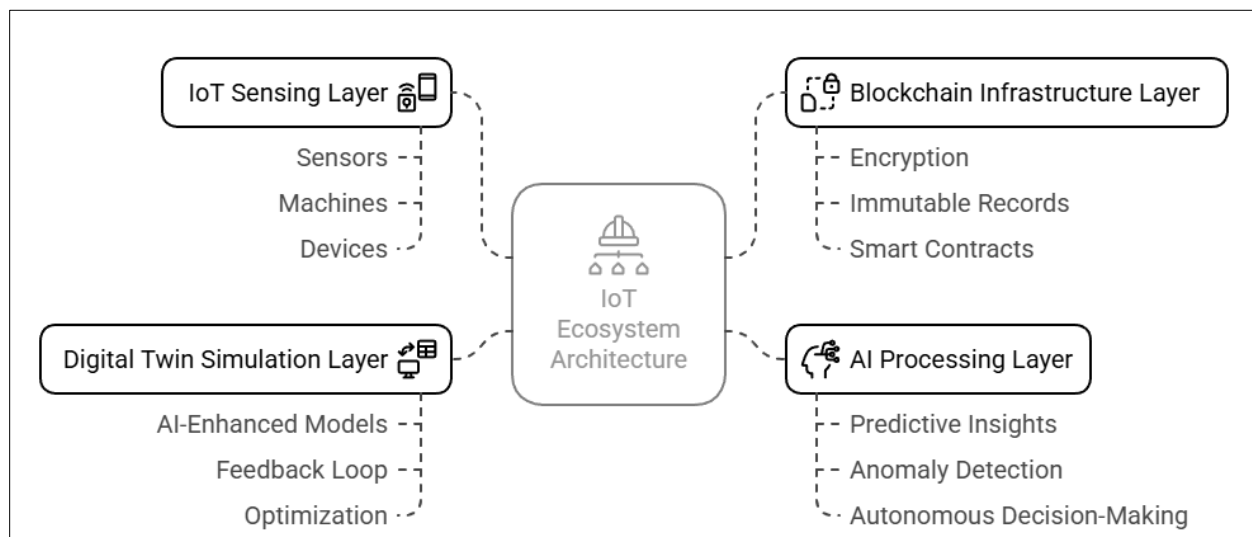 IoT Sensing Layer
Sensors
Machines
Devices
Blockchain Infrastructure Layer
Encryption
Immutable Records
Smart Contracts
IoT
Ecosystem
Architecture
Digital Twin Simulation Layer
AI-Enhanced Models
Feedback Loop
Optimization
AI Processing Layer
Predictive Insights
Anomaly Detection
Autonomous Decision-Making